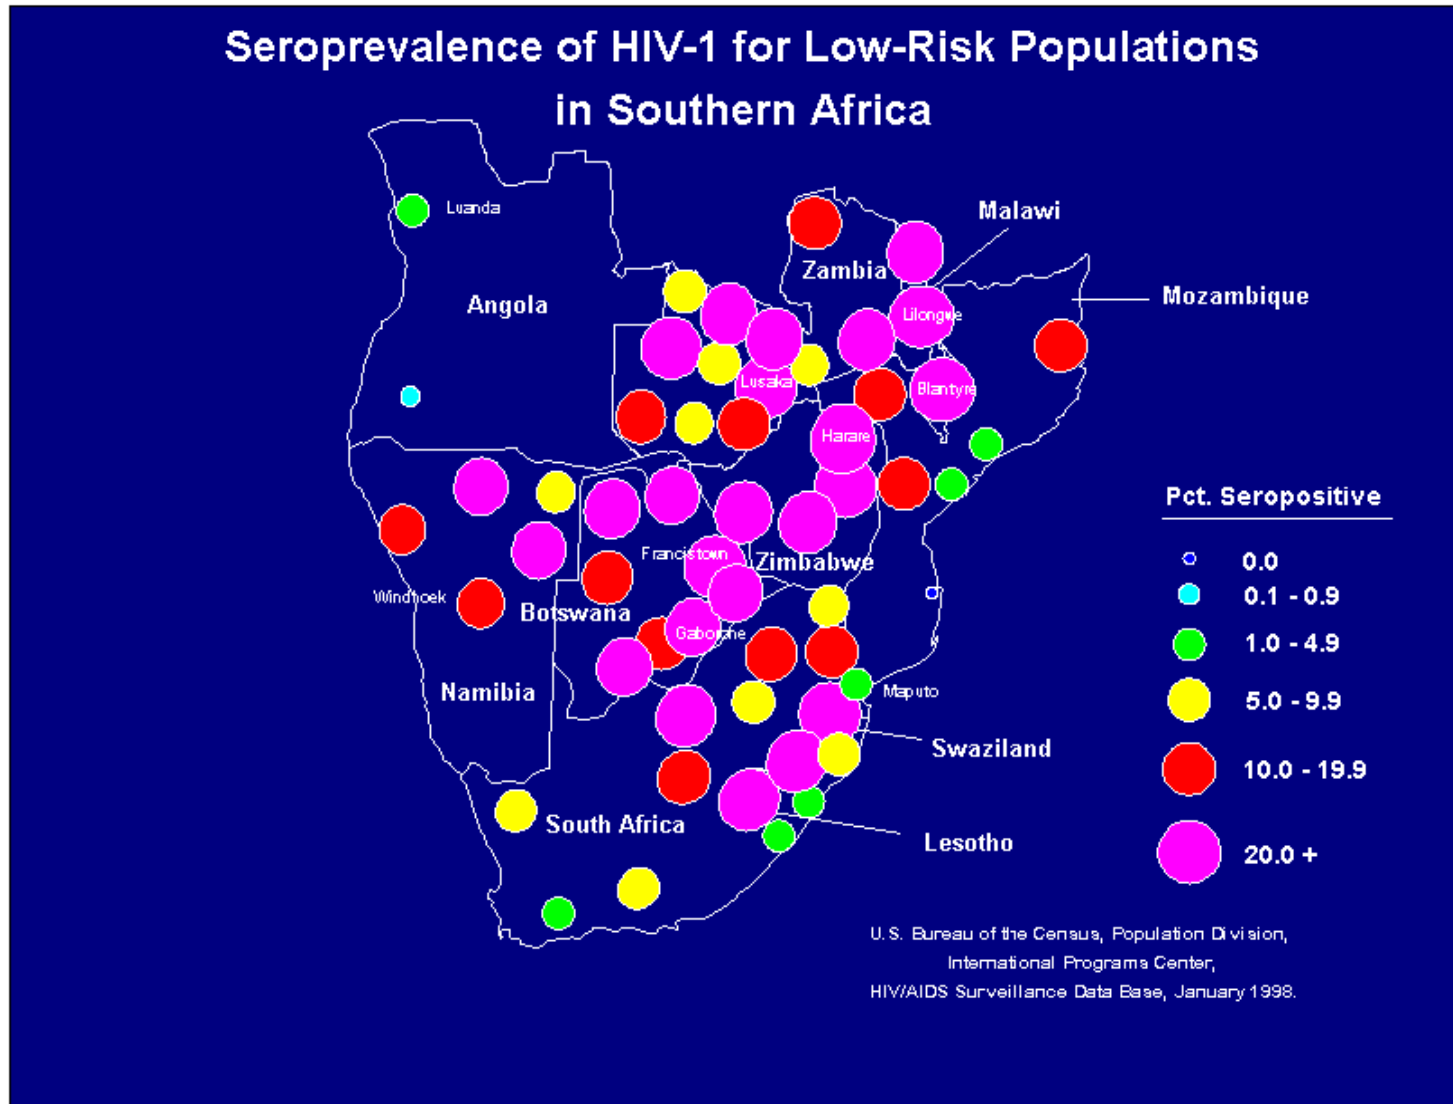 Seroprevalence of HIV-1 for Low-Risk Populations
in Southern Africa
Luanda
Malawi
Zambia
Angola
Mozambique
Lilongwe
Lusaka
Blantyre
Harare
Pct. Seropositive
Francistown
Zimbabwe
0.0
Windhoek
0.1 - 0.9
Botswana
Gaborone
1.0 - 4.9
Namibia
Maputo
5.0 - 9.9
Swaziland
10.0 - 19.9
South Africa
Lesotho
20.0 +
U.S. Bureau of the Census, Population Division,
International Programs Center,
HIV/AIDS Surveillance Data Base, January 1998.